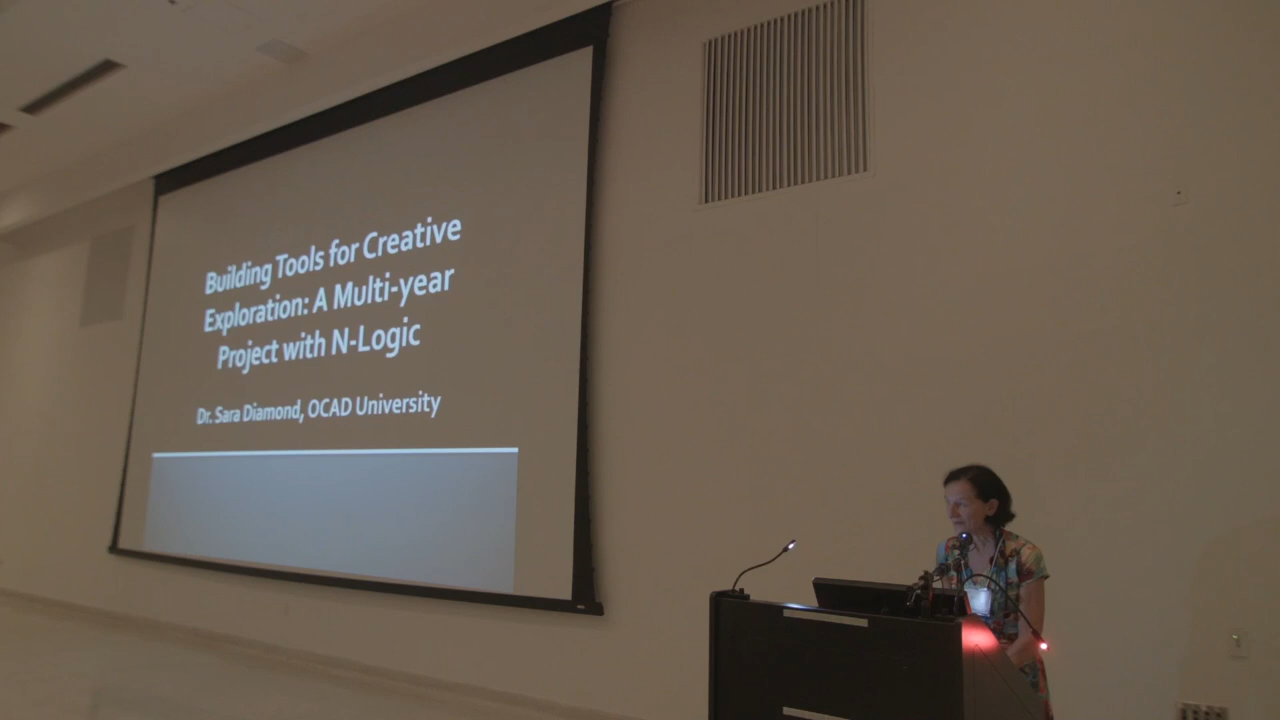 Building Tools for Creative
Exploration: A Multi-year
Project with N-Logic
Dr. Sara Diamond, OCAD University